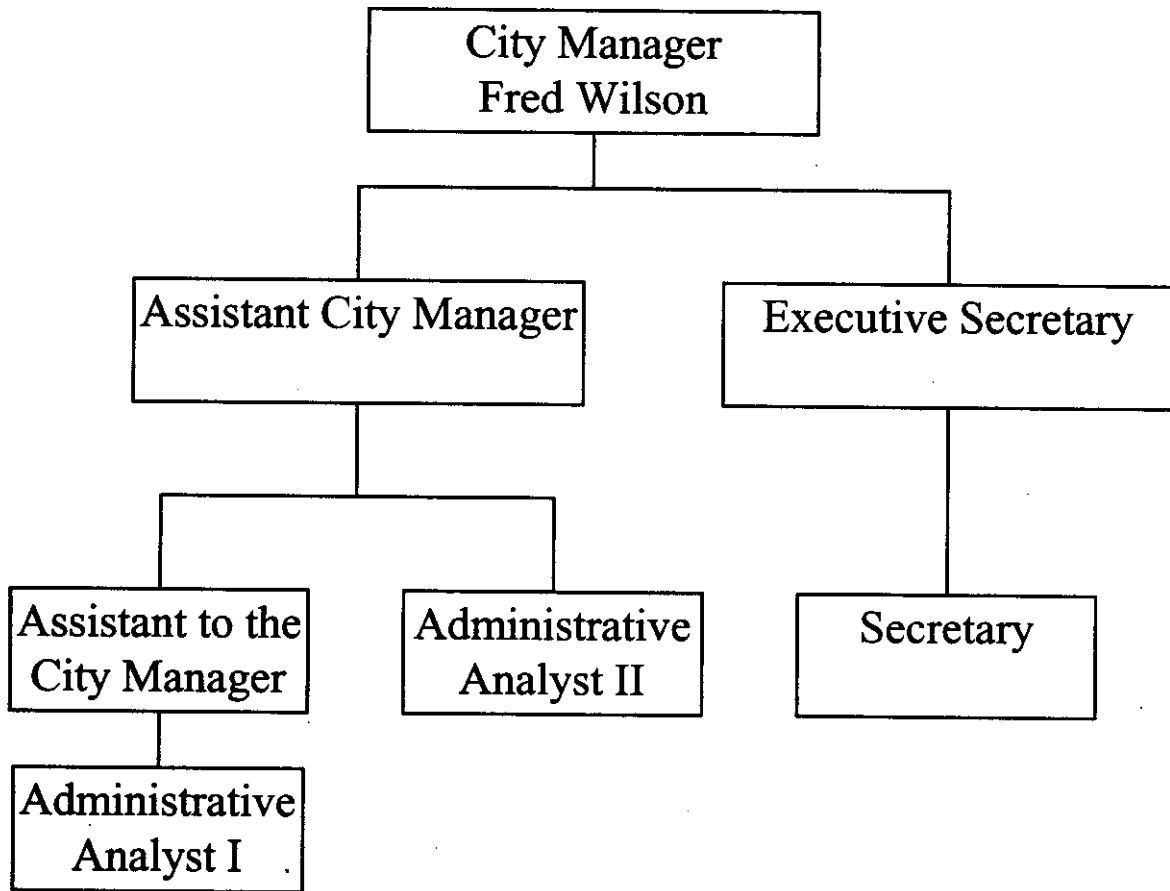 City Manager
Fred Wilson
Assistant City Manager
Executive Secretary
Assistant to the
City Manager
Administrative
Analyst II
Secretary
Administrative
Analyst I